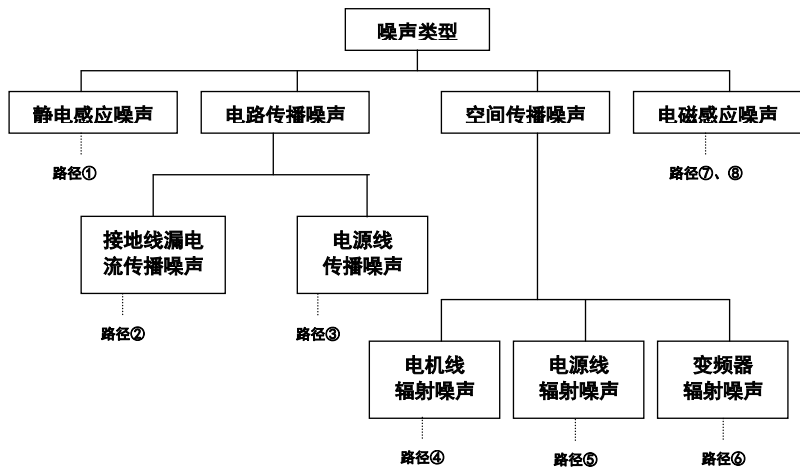 噪声类型
静电感应噪声
电路传播噪声
空间传播噪声
电磁感应噪声
路径①
路径⑦、⑧
接地线漏电
流传播噪声
电源线
传播噪声
路径②
路径③
电机线
辐射噪声
电源线
辐射噪声
变频器
辐射噪声
路径④
路径⑤
路径⑥